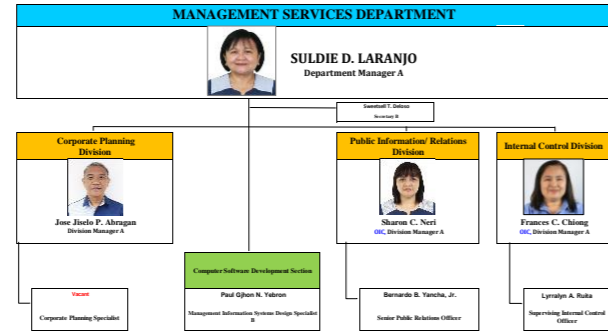 MANAGEMENT SERVICES DEPARTMENT
SULDIE D. LARANJO
Department Manager A
Sweetzell T. Deloso
Secretary B
Corporate Planning
Division
Jose Jiselo P. Abragan
Division Manager A
Public Information/ Relations
Division
Sharon C. Neri
OIC, Division Manager A
Internal Control Division
Frances C. Chiong
OIC, Division Manager A
Vacant
Corporate Planning Specialist
Computer Software Development Section
Paul Gjhon N. Yebron
Management Information Systems Design Specialist
B
Bernardo B. Yancha, Jr.
Senior Public Relations Officer
Lyrralyn A. Ruita
Supervising Internal Control
Officer